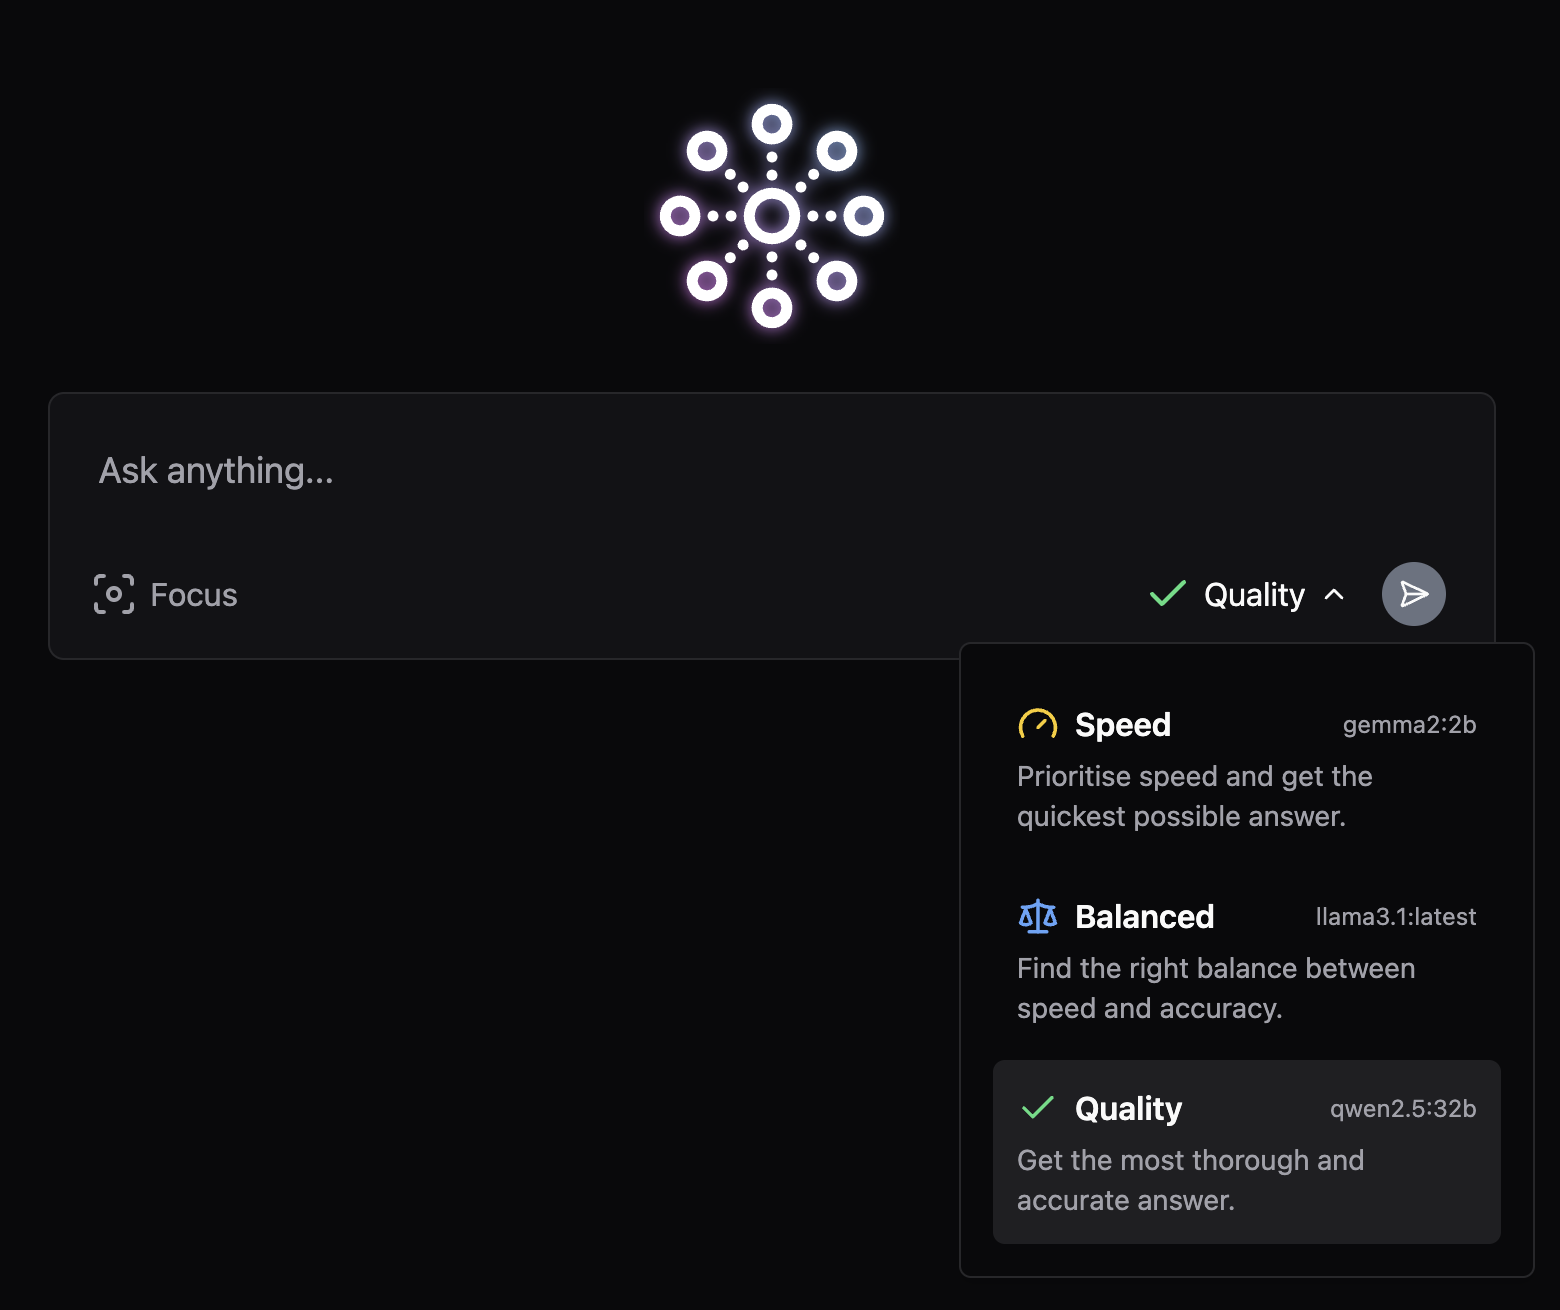 Ask anything...
Focus
Quality
Speed
gemma2:2b
Prioritise speed and get the
quickest possible answer.
Balanced
llama3.1:latest
Find the right balance between
speed and accuracy.
Quality
qwen2.5:32b
Get the most thorough and
accurate answer.